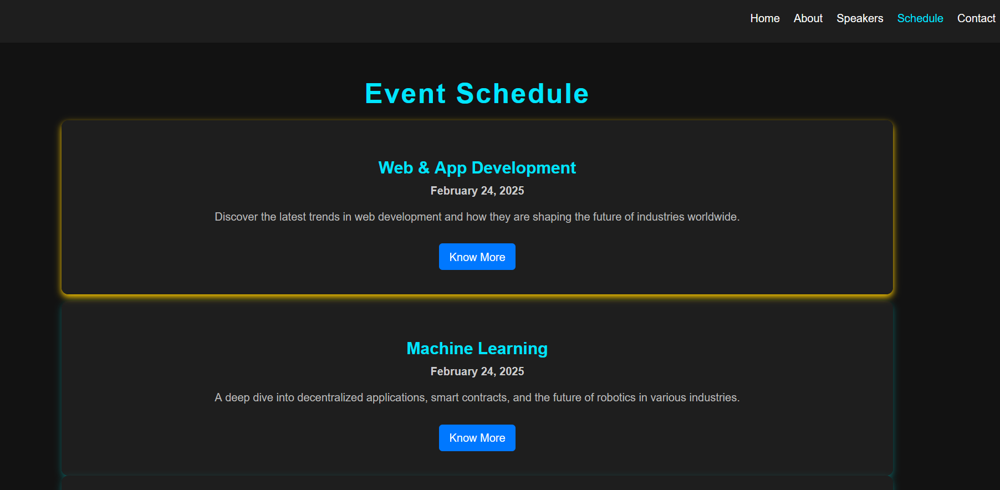 Home About Speakers Schedule Contact
Event Schedule
Web & App Development
February 24, 2025
Discover the latest trends in web development and how they are shaping the future of industries worldwide.
Know More
Machine Learning
February 24, 2025
A deep dive into decentralized applications, smart contracts, and the future of robotics in various industries.
Know More